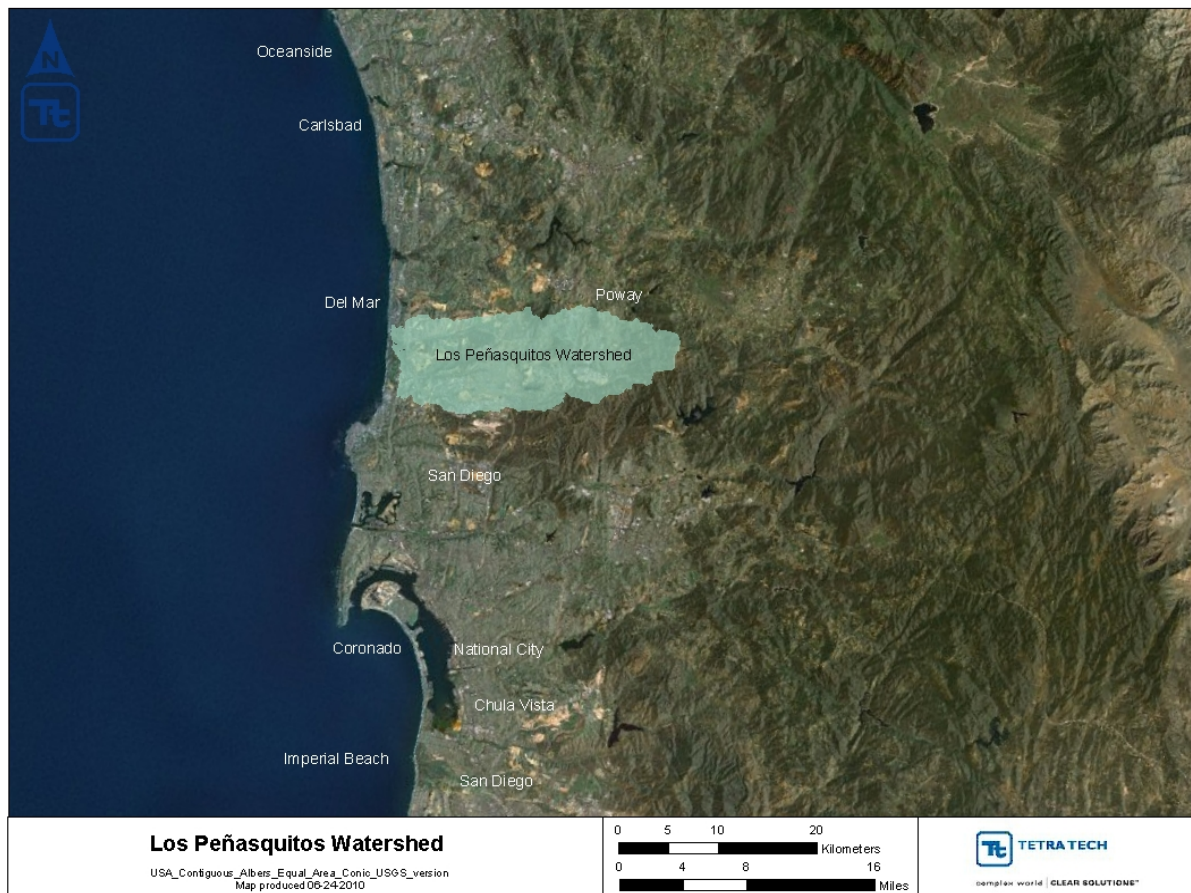 N
Tt
Oceanside
Carlsbad
Del Mar
Poway
Los Peñasquitos Watershed
San Diego
Coronado
National City
Chula Vista
Imperial Beach
San Diego
Los Peñasquitos Watershed
USA_Contiguous_Albers_Equal_Area_Conic_USGS_version
Map produced 06-24-2010
0 5 10 20
Kilometers
0 4 8 16
Miles
Tt TETRA TECH
complex world | CLEAR SOLUTIONS™